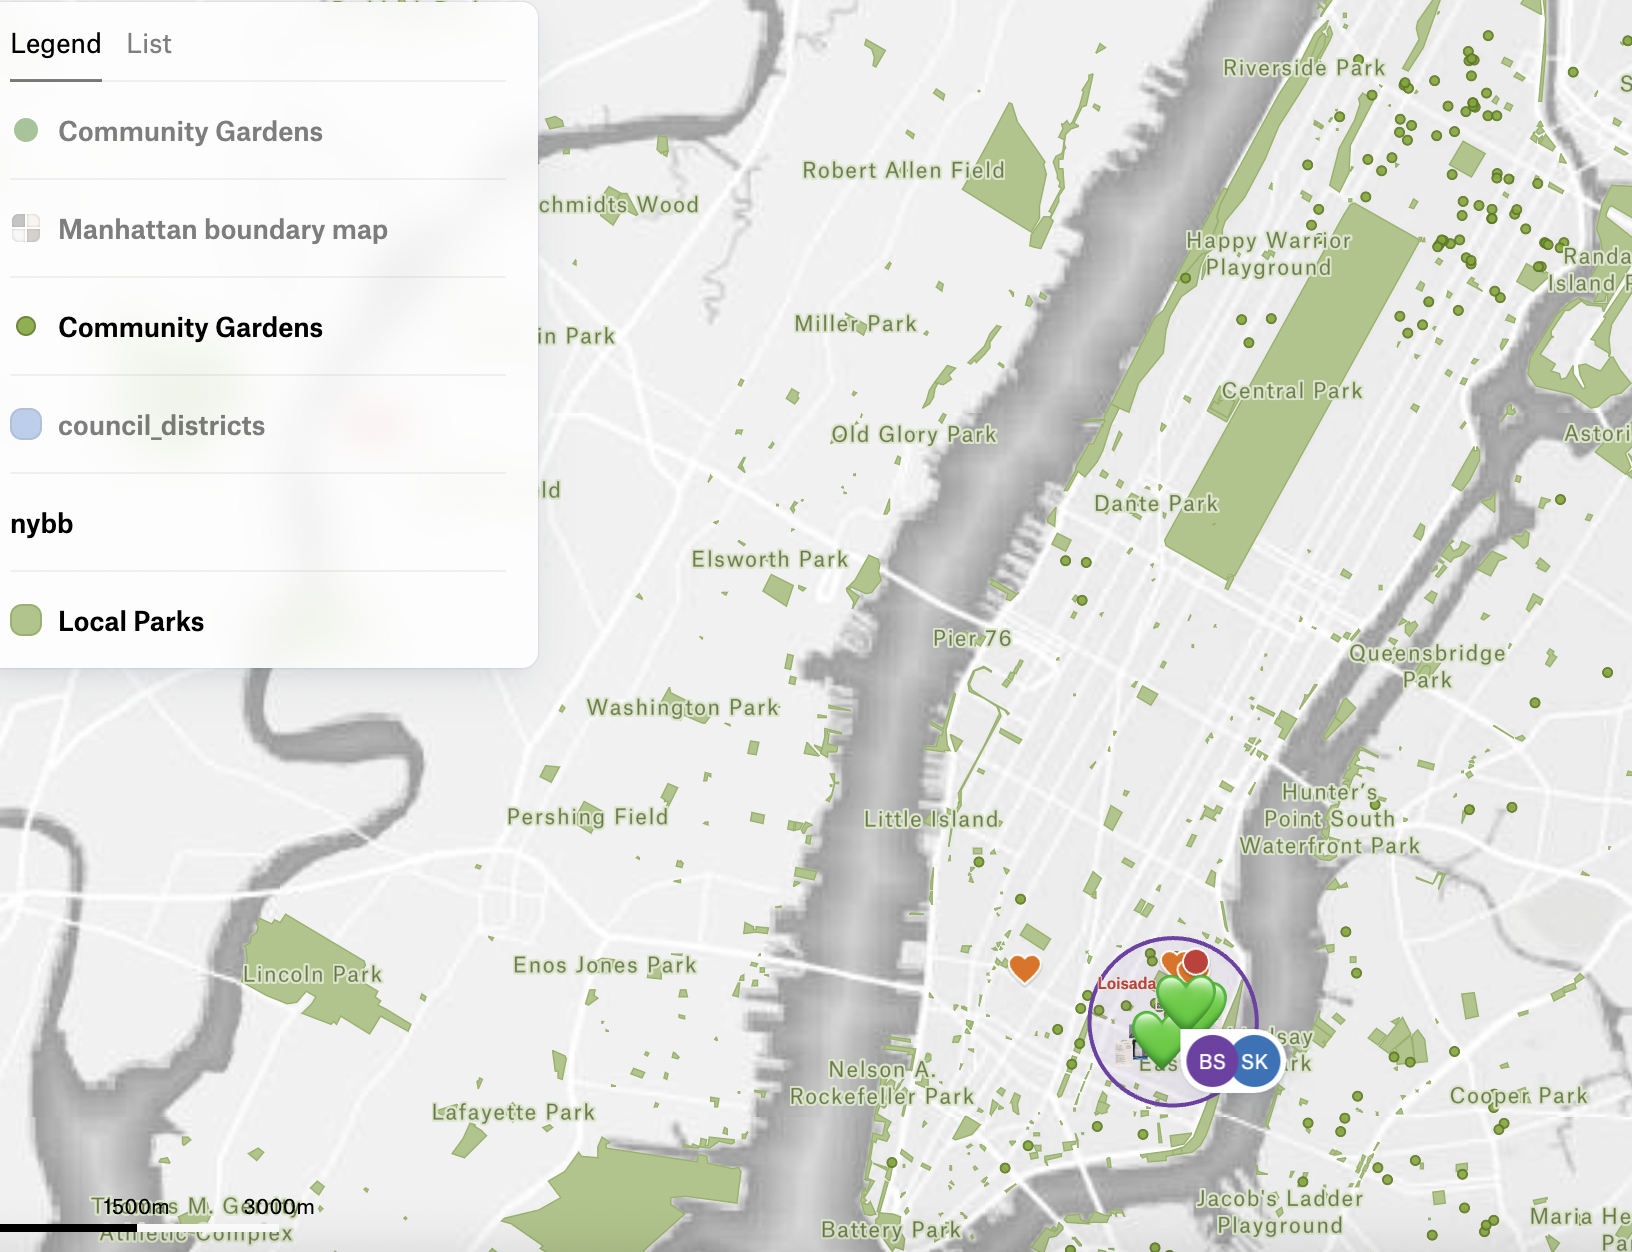 Legend List
Community Gardens
Manhattan boundary map
Community Gardens
council_districts
nybb
Local Parks
Riverside Park
Robert Allen Field
chmidts Wood
Happy Warrior
Playground
Randa
Island P
Miller Park
in Park
Central Park
Old Glory Park
Astori
ld
Dante Park
Elsworth Park
Pier 76
Queensbridge
Park
Washington Park
Hunter's
Point South
Waterfront Park
Pershing Field
Little Island
Enos Jones Park
Lincoln Park
Loisada
BS SK
Nelson A.
Rockefeller Park
Cooper Park
Lafayette Park
Jacob's Ladder
Playground
Maria He
Pa
Battery Park
1500m 3000m
Athletic Complex